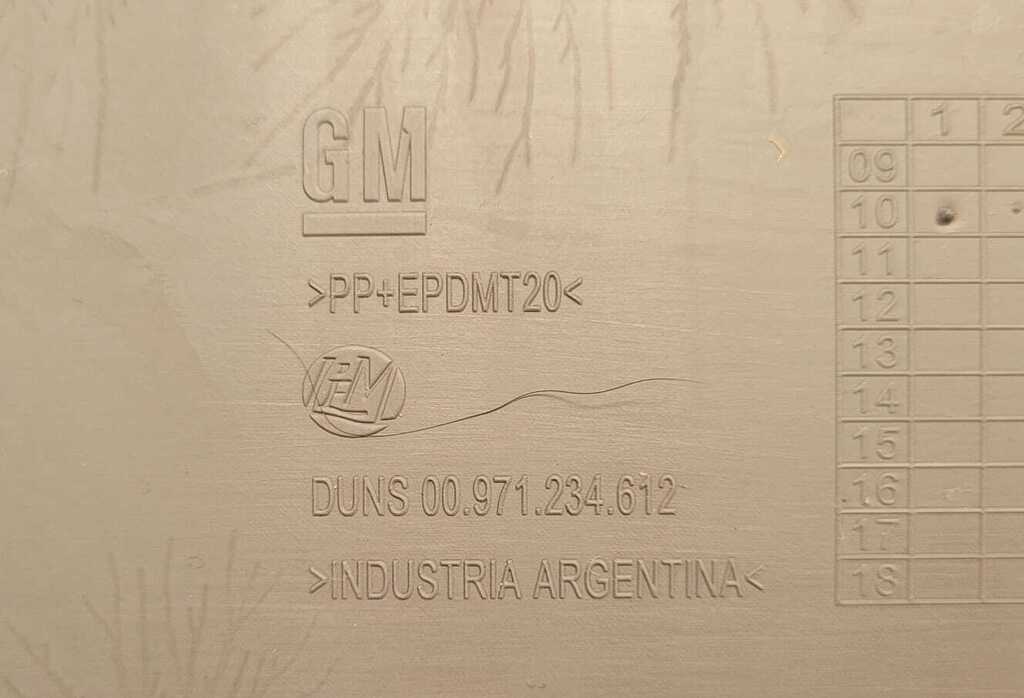 GM
>PP+EPDMT20<
DUNS 00.971.234.612
>INDUSTRIA ARGENTINA<
1 2
09
10
11
12
13
14
15
16
17
18